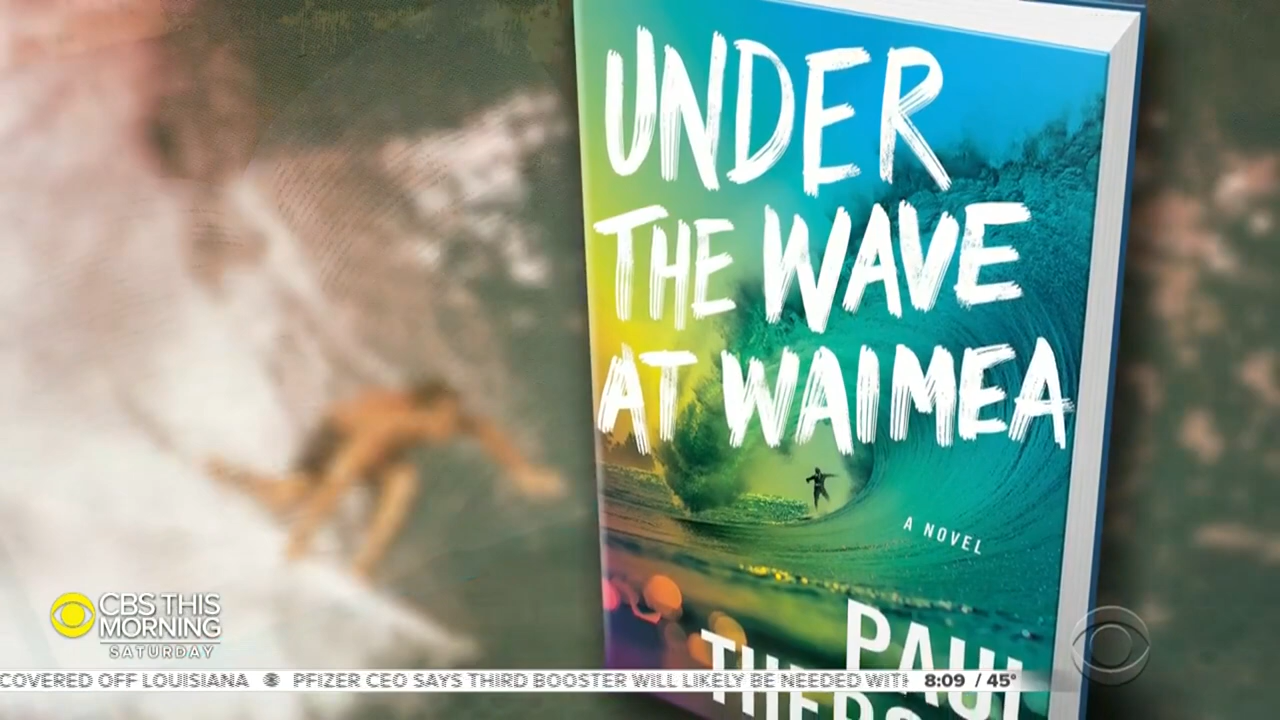 UNDER
THE WAVE
AT WAIMEA
A NOVEL
PAUL
CBS THIS
MORNING
SATURDAY
COVERED OFF LOUISIANA PFIZER CEO SAYS THIRD BOOSTER WILL LIKELY BE NEEDED WITH 8:09 / 45°